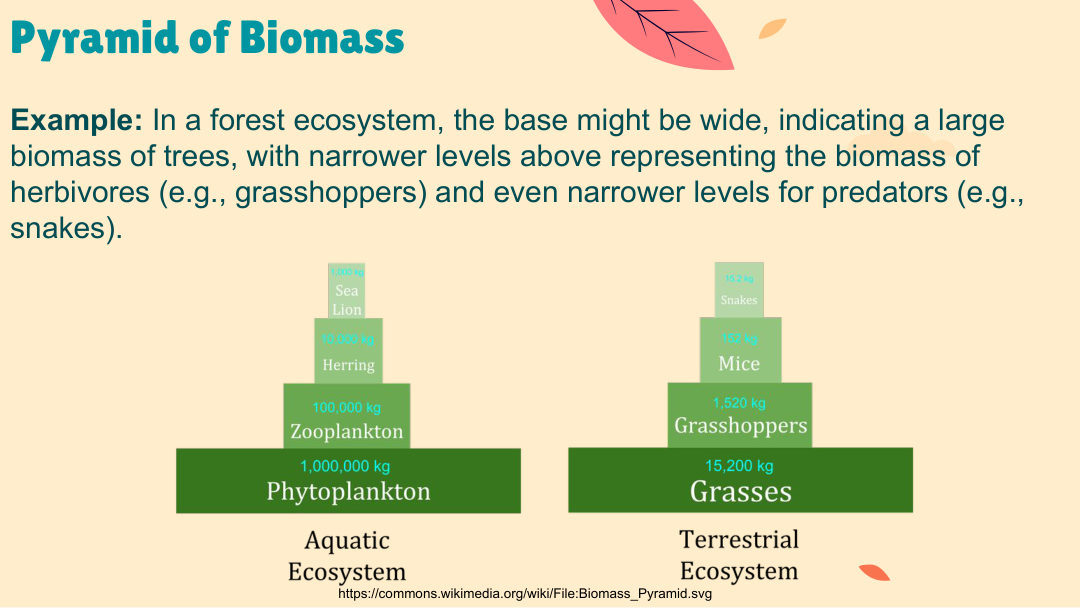 Pyramid of Biomass
Example: In a forest ecosystem, the base might be wide, indicating a large
biomass of trees, with narrower levels above representing the biomass of
herbivores (e.g., grasshoppers) and even narrower levels for predators (e.g.,
snakes).
1,000 kg
Sea
Lion
10,000 kg
Herring
100,000 kg
Zooplankton
1,000,000 kg
Phytoplankton
Aquatic
Ecosystem
15.2 kg
Snakes
152 kg
Mice
1,520 kg
Grasshoppers
15,200 kg
Grasses
Terrestrial
Ecosystem
https://commons.wikimedia.org/wiki/File:Biomass_Pyramid.svg